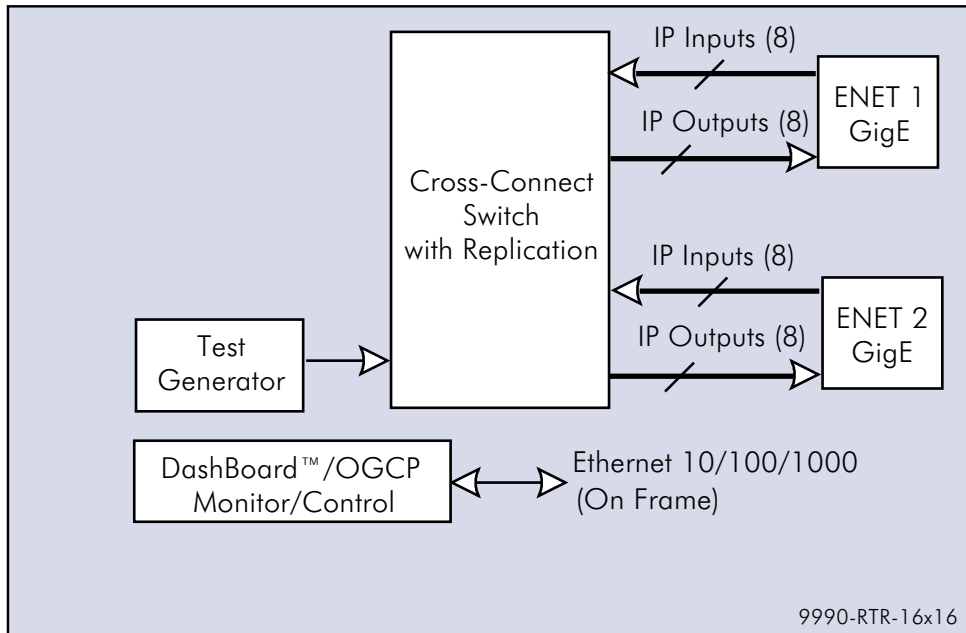 IP Inputs (8)
ENET 1
GigE
IP Outputs (8)
Cross-Connect
Switch
with Replication
IP Inputs (8)
ENET 2
GigE
IP Outputs (8)
Test
Generator
DashBoard™/OGCP
Monitor/Control
Ethernet 10/100/1000
(On Frame)
9990-RTR-16x16